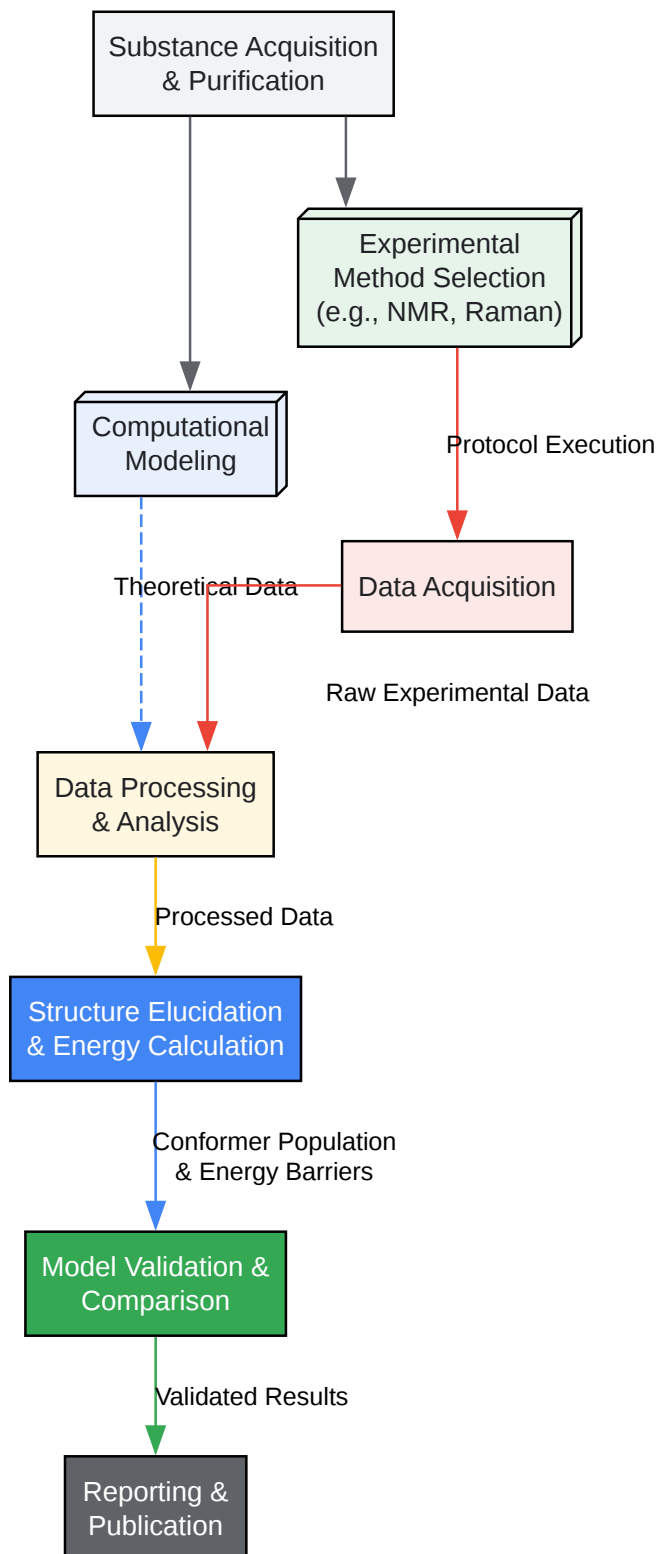 Substance Acquisition
& Purification
Experimental
Method Selection
(e.g., NMR, Raman)
Computational
Modeling
Protocol Execution
Theoretical Data
Data Acquisition
Raw Experimental Data
Data Processing
& Analysis
Processed Data
Structure Elucidation
& Energy Calculation
Conformer Population
& Energy Barriers
Model Validation &
Comparison
Validated Results
Reporting &
Publication